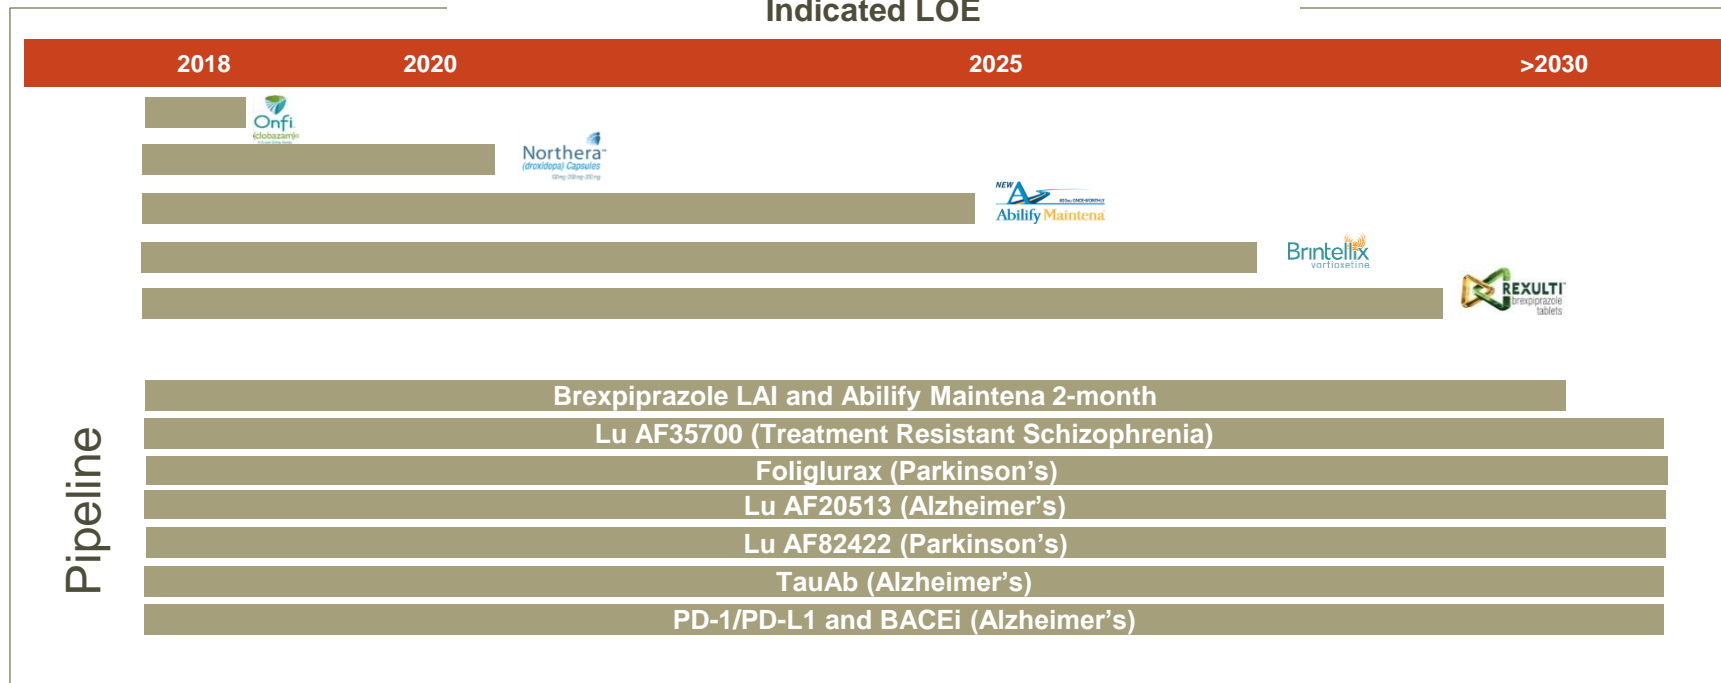 Indicated LOE
2018 2020 2025 >2030
Onfi
(clobazam)
Northera™
(droxidopa) Capsules
NEW
Abilify Maintena
Brintellix
vortioxetine
REXULTI
brexpiprazole
tablets
Pipeline
Brexpiprazole LAI and Abilify Maintena 2-month
Lu AF35700 (Treatment Resistant Schizophrenia)
Foliglurax (Parkinson’s)
Lu AF20513 (Alzheimer’s)
Lu AF82422 (Parkinson’s)
TauAb (Alzheimer’s)
PD-1/PD-L1 and BACEi (Alzheimer’s)